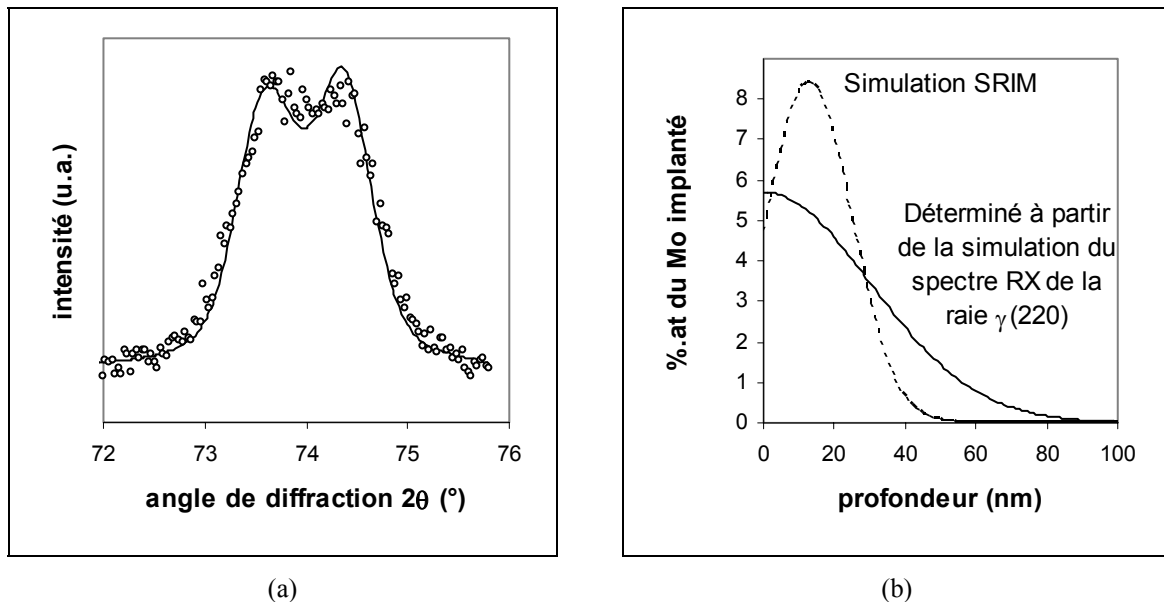 intensité (u.a.)
72 73 74 75 76
angle de diffraction 2θ (°)
(a)
%.at du Mo implanté
8
7
6
5
4
3
2
1
0
Simulation SRIM
Déterminé à partir
de la simulation du
spectre RX de la
raie γ (220)
0 20 40 60 80 100
profondeur (nm)
(b)